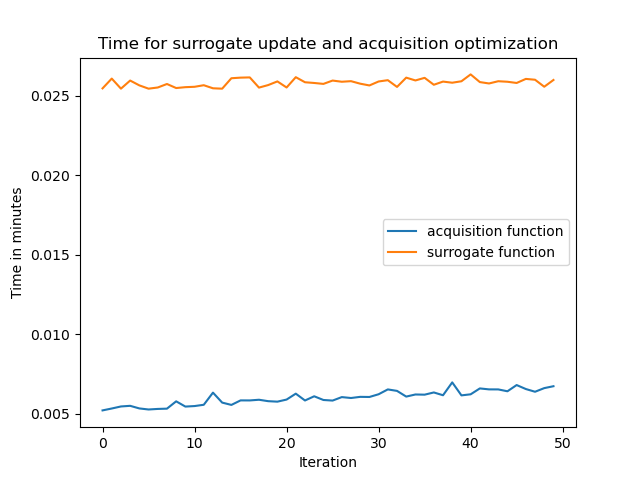 Time for surrogate update and acquisition optimization
0.025
0.020
0.015
0.010
0.005
Time in minutes
acquisition function
surrogate function
0 10 20 30 40 50
Iteration